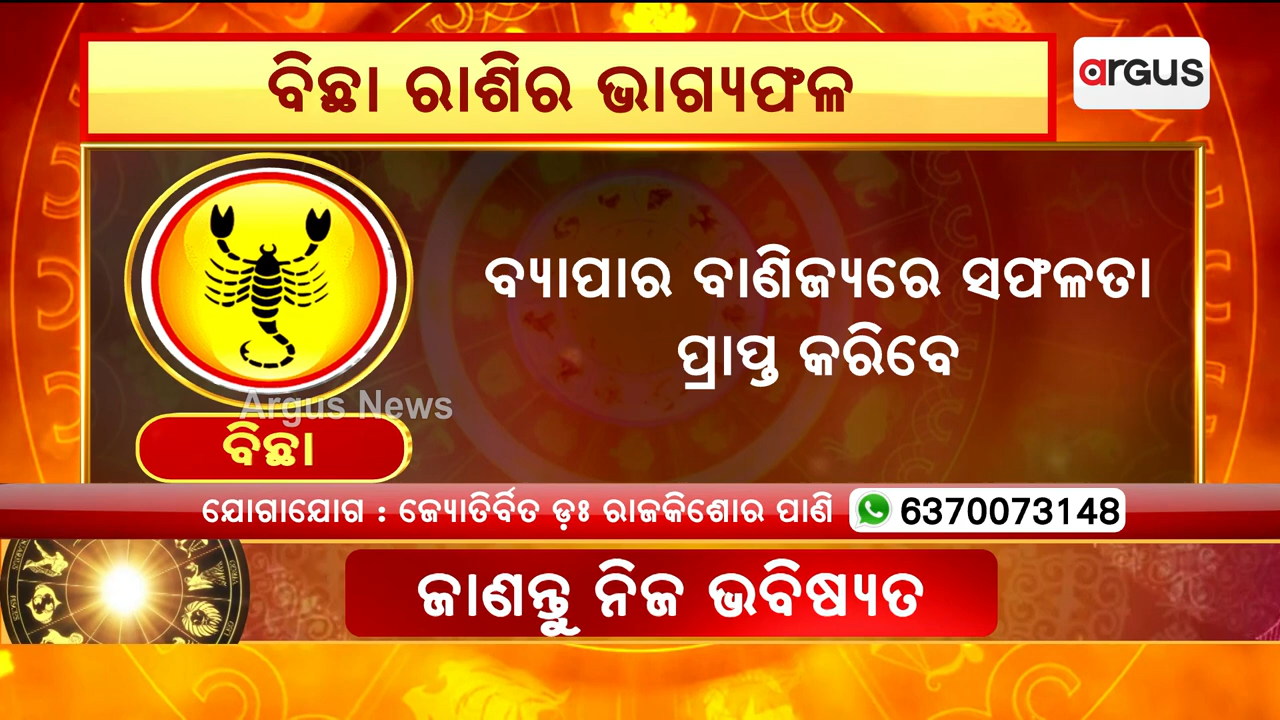 ବିଛା ରାଶିର ଭାଗ୍ୟଫଳ
argus
ବ୍ୟାପାର ବାଣିଜ୍ୟରେ ସଫଳତା
ପ୍ରାପ୍ତ କରିବେ
Argus News
ବିଛା
ଯୋଗାଯୋଗ : ଜ୍ୟୋତିର୍ବିତ ଡ଼ଃ ରାଜକିଶୋର ପାଣି 6370073148
ଜାଣନ୍ତୁ ନିଜ ଭବିଷ୍ୟତ